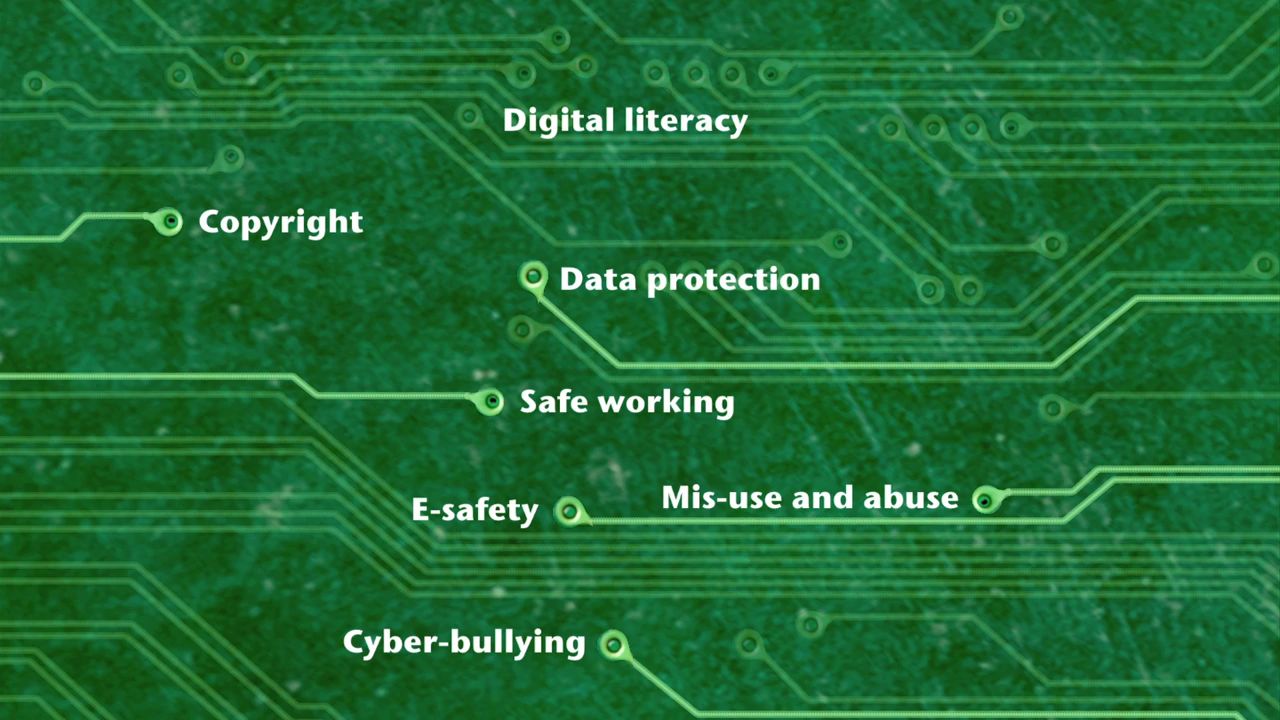 Digital literacy
Copyright
Data protection
Safe working
Mis-use and abuse
E-safety
Cyber-bullying